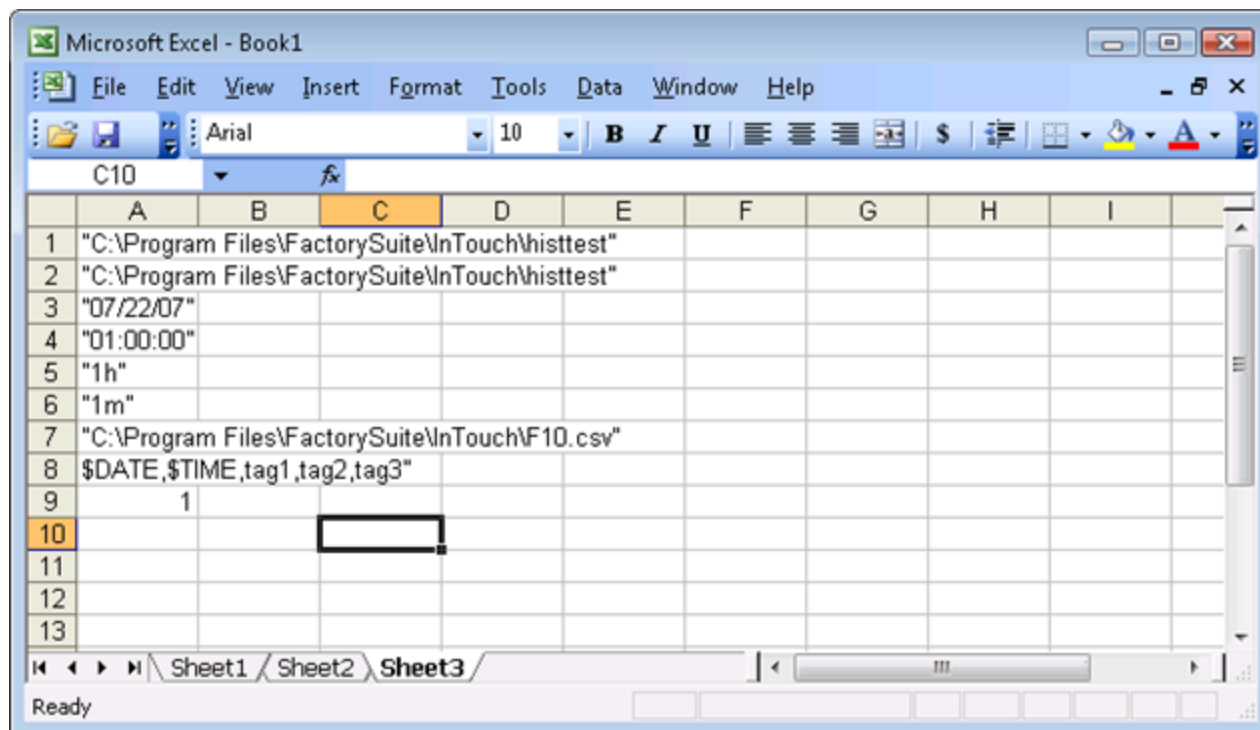 Microsoft Excel - Book1
File Edit View Insert Format Tools Data Window Help
Arial 10 B I U $ A
C10 fx
A B C D E F G H I
1 "C:\Program Files\FactorySuite\InTouch\histtest"
2 "C:\Program Files\FactorySuite\InTouch\histtest"
3 "07/22/07"
4 "01:00:00"
5 "1h"
6 "1m"
7 "C:\Program Files\FactorySuite\InTouch\F10.csv"
8 $DATE,$TIME,tag1,tag2,tag3"
9 1
10
11
12
13
Sheet1 Sheet2 Sheet3
Ready